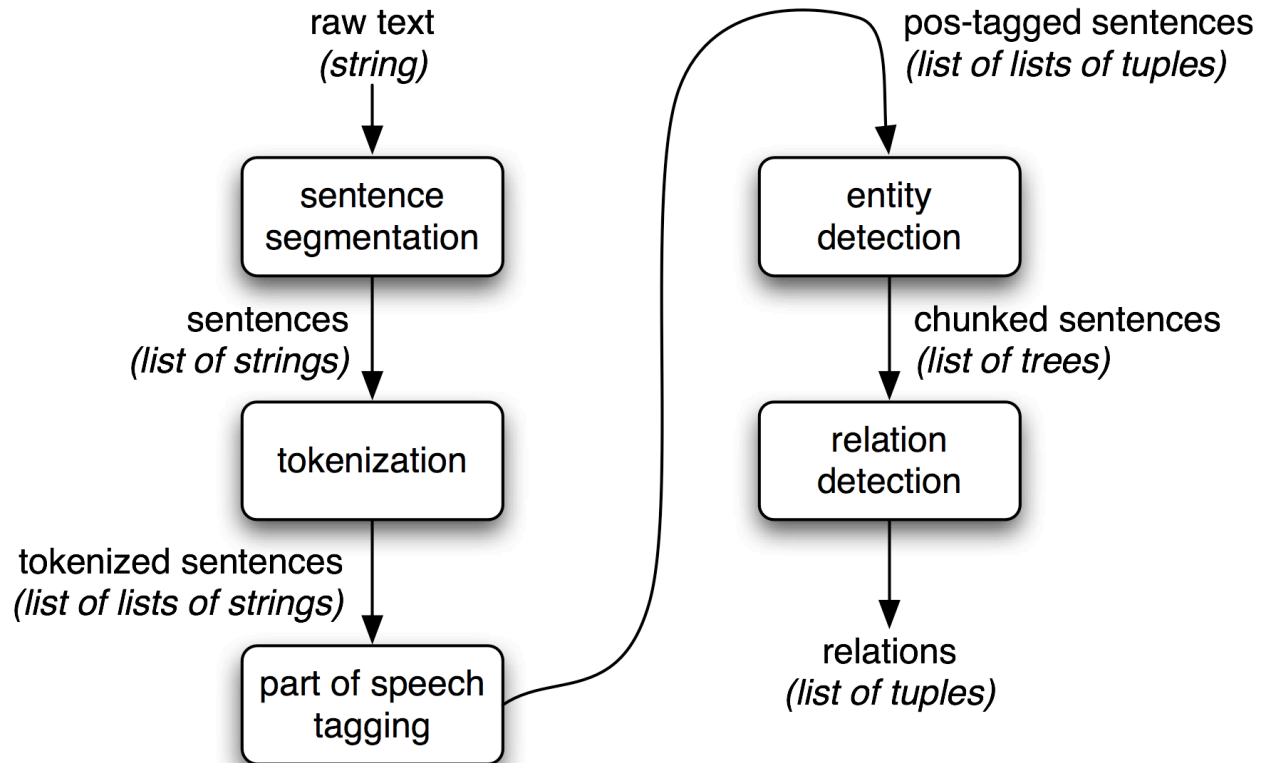 raw text
(string)
sentence
segmentation
sentences
(list of strings)
tokenization
tokenized sentences
(list of lists of strings)
part of speech
tagging
pos-tagged sentences
(list of lists of tuples)
entity
detection
chunked sentences
(list of trees)
relation
detection
relations
(list of tuples)